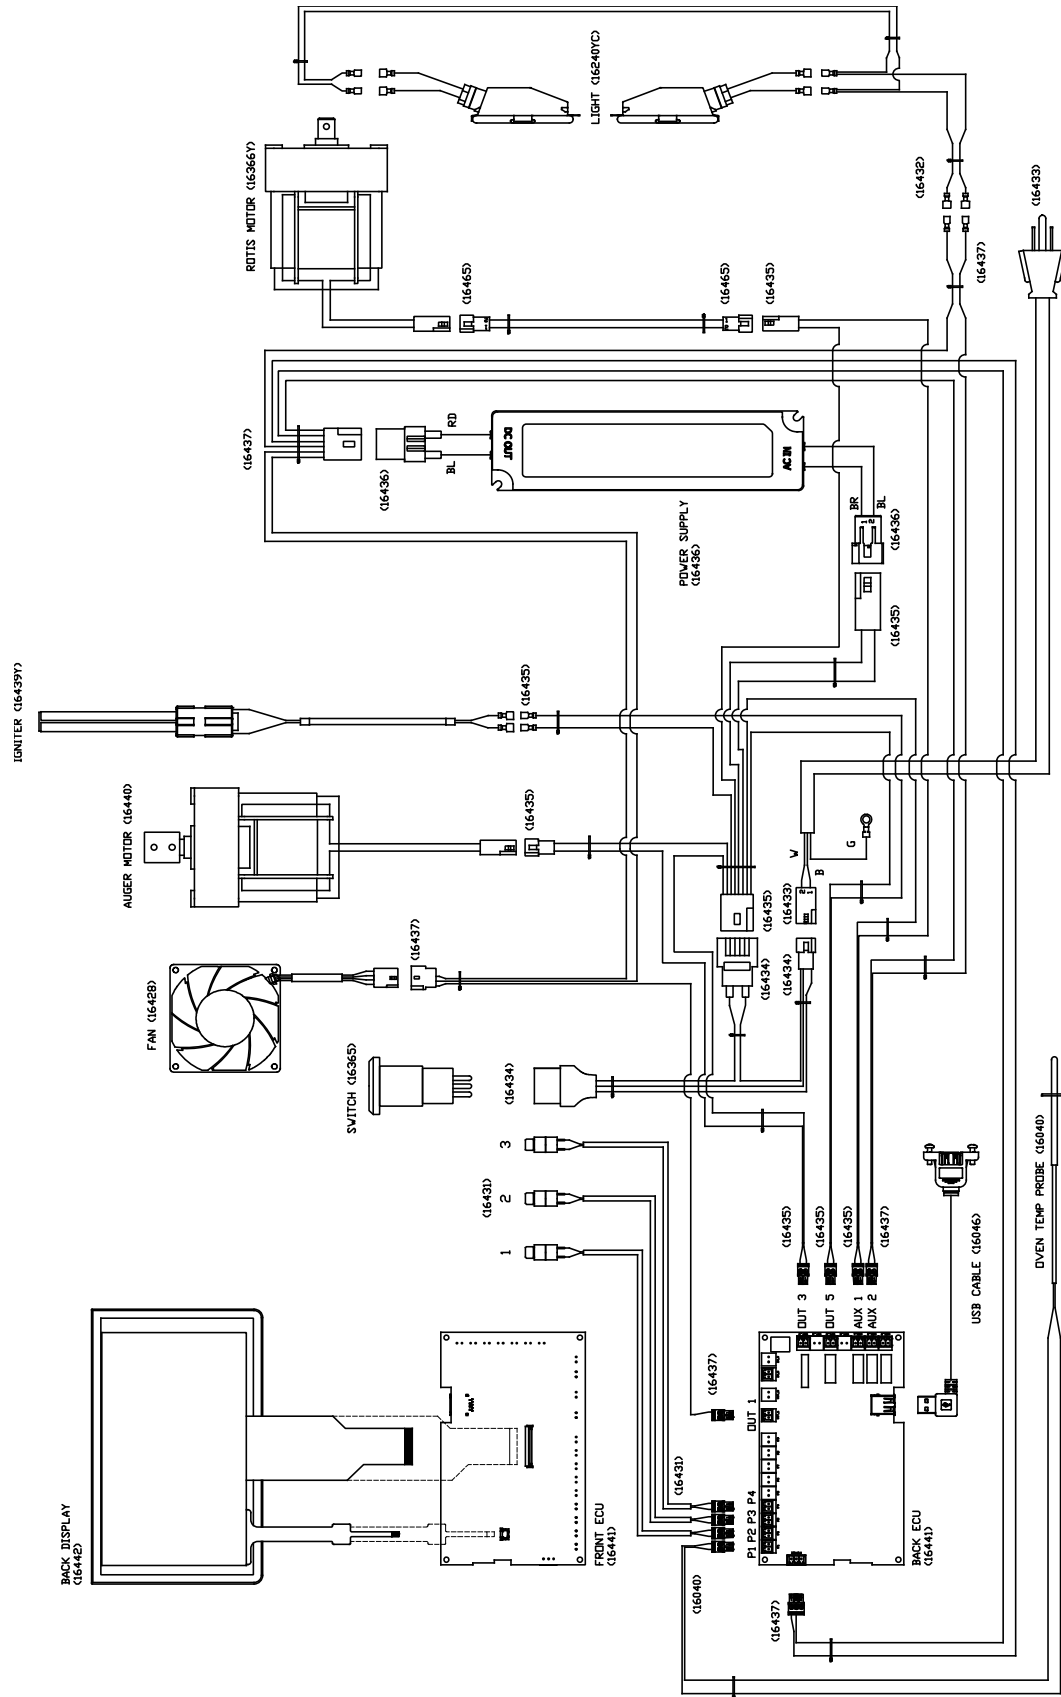 LIGHT (16240YC)
ROTIS MOTOR (16366Y)
(16432)
(16433)
(16437)
(16465)
(16465)
(16435)
(16437)
(16436)
RD
BL
DC OUT
BR
BL
1
2
(16436)
POWER SUPPLY
(16436)
(16435)
IGNITER (16439Y)
(16435)
AUGER MOTOR (16440)
(16435)
W
G
B
2
1
(16435)
(16433)
(16437)
(16434)
(16434)
FAN (16428)
SWITCH (16365)
(16434)
3
2
1
(16431)
(16435)
(16435)
(16435)
(16437)
OUT 3
OUT 5
AUX 1
AUX 2
USB CABLE (16046)
OVEN TEMP PROBE (16040)
(16437)
OUT 1
(16431)
P1 P2 P3 P4
(16040)
BACK DISPLAY
(16442)
FRONT ECU
(16441)
BACK ECU
(16441)
(16437)